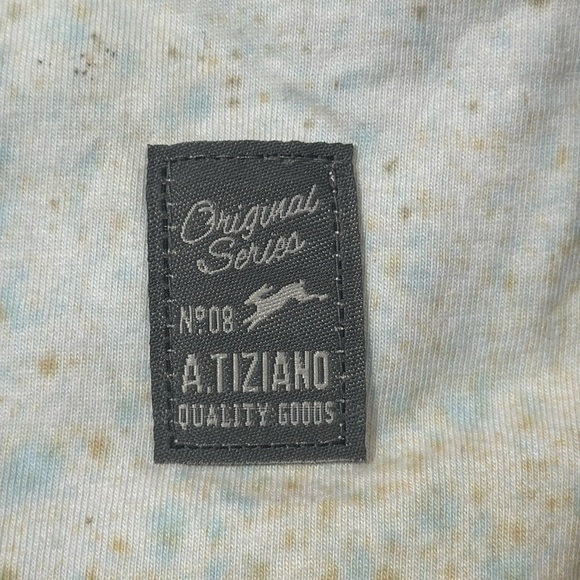 Original
Series
Nº08
A.TIZIANO
QUALITY GOODS